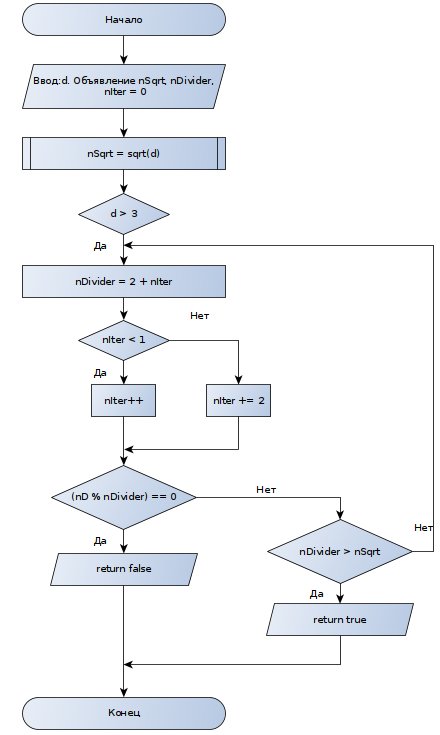 Начало
Ввод:d. Объявление nSqrt, nDivider,
nIter = 0
nSqrt = sqrt(d)
d > 3
Да
nDivider = 2 + nIter
Нет
nIter < 1
Да
nIter++
nIter += 2
Нет
(nD % nDivider) == 0
Нет
Да
nDivider > nSqrt
return false
Да
return true
Конец